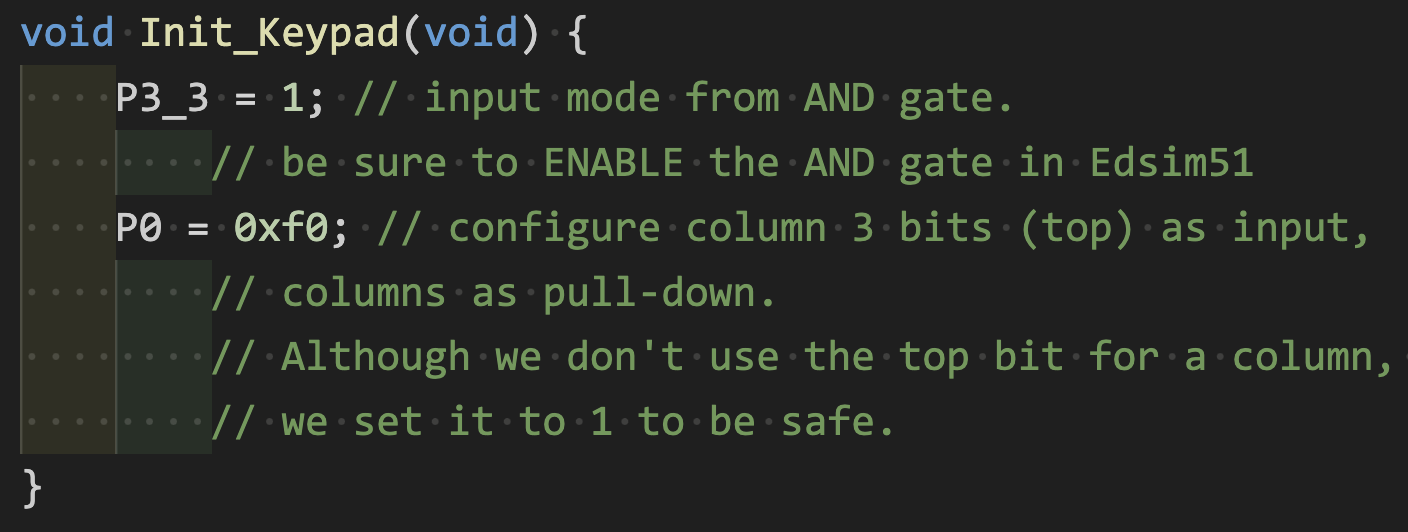 void Init_Keypad(void) {
    P3_3 = 1; // input mode from AND gate.
        // be sure to ENABLE the AND gate in Edsim51
    P0 = 0xf0; // configure column 3 bits (top) as input,
        // columns as pull-down.
        // Although we don't use the top bit for a column,
        // we set it to 1 to be safe.
}